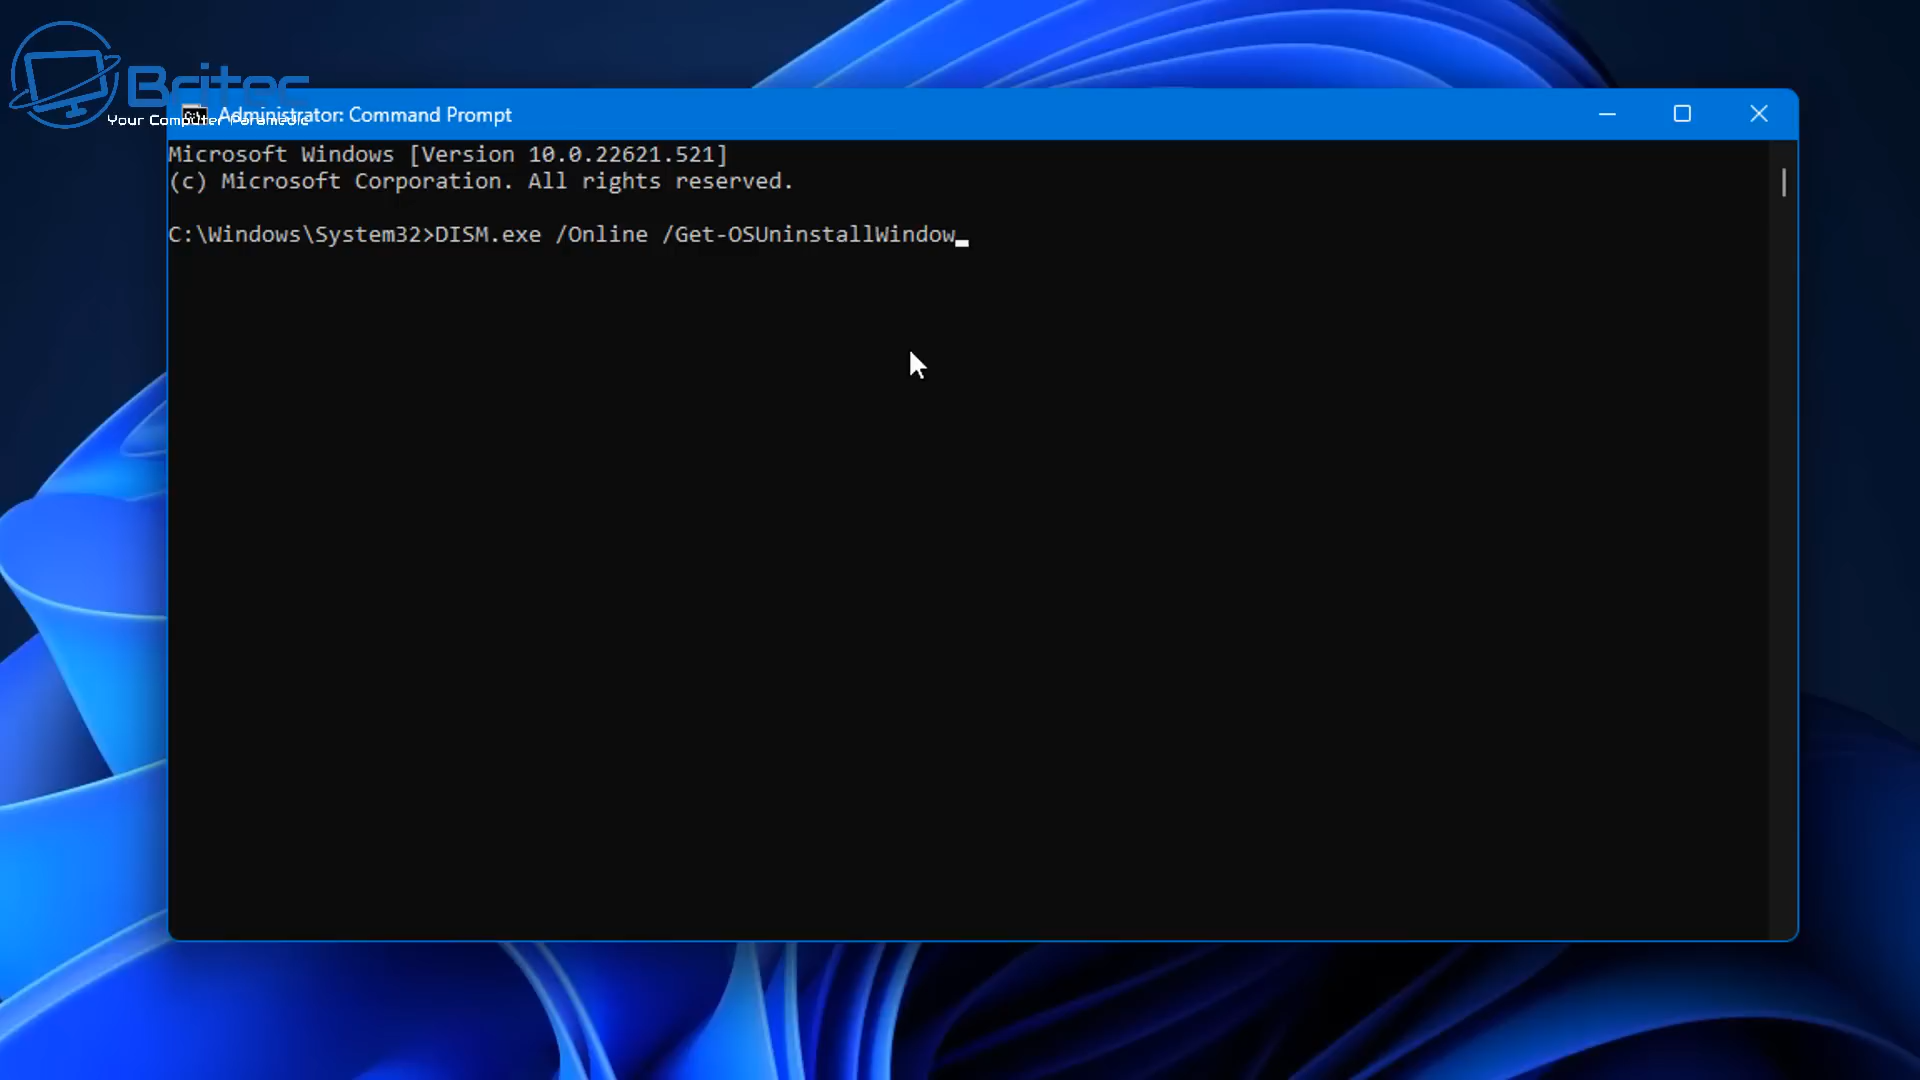 Britec
Your Computer Paramedic
Administrator: Command Prompt
Microsoft Windows [Version 10.0.22621.521]
(c) Microsoft Corporation. All rights reserved.
C:\Windows\System32>DISM.exe /Online /Get-OSUninstallWindow